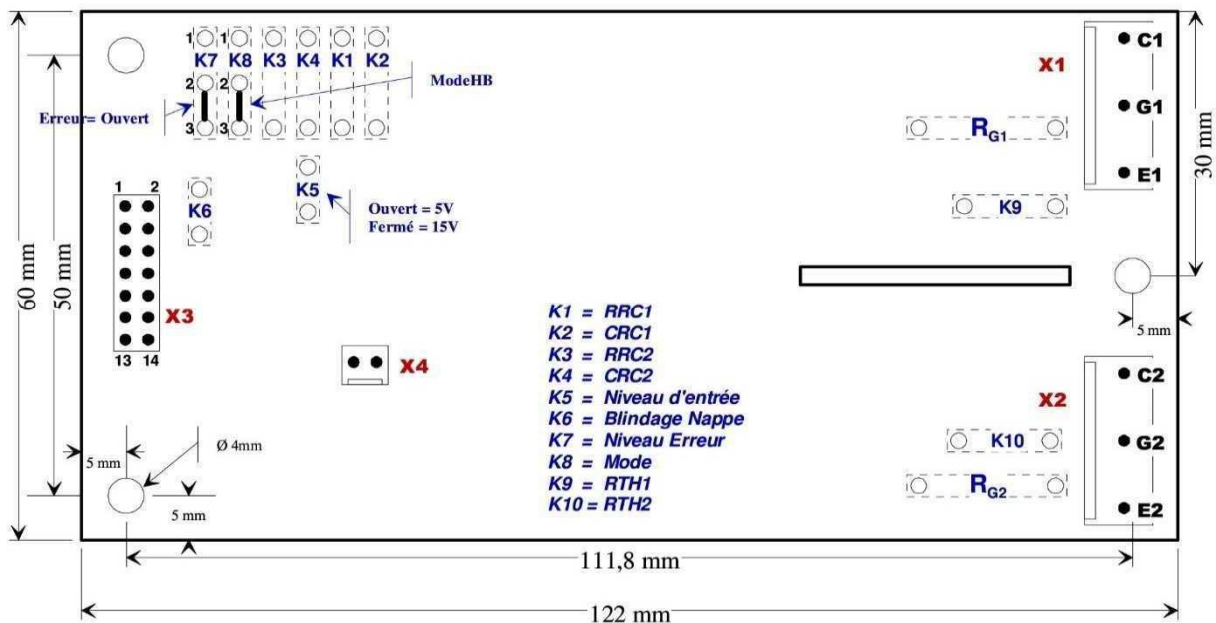 1 1
K7 K8 K3 K4 K1 K2
2 2
3 3
ModeHB
Erreur= Ouvert
X1
C1
G1
E1
RG1
K9
30 mm
1 2
K6
K5
Ouvert = 5V
Fermé = 15V
60 mm
50 mm
X3
13 14
X4
5 mm
K1 = RRC1
K2 = CRC1
K3 = RRC2
K4 = CRC2
K5 = Niveau d'entrée
K6 = Blindage Nappe
K7 = Niveau Erreur
K8 = Mode
K9 = RTH1
K10 = RTH2
X2
C2
G2
E2
K10
RG2
Ø 4mm
5 mm
5 mm
111,8 mm
122 mm